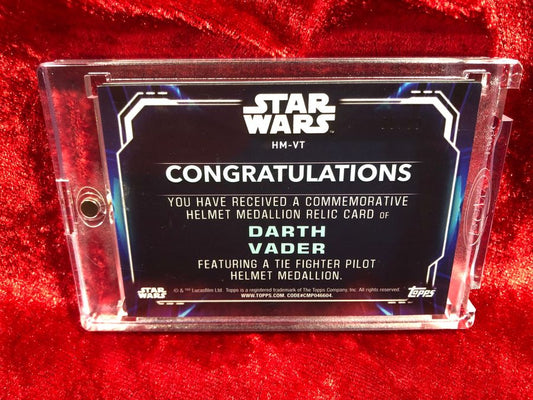 STAR
WARS™
HM-VT
CONGRATULATIONS
YOU HAVE RECEIVED A COMMEMORATIVE
HELMET MEDALLION RELIC CARD OF
DARTH
VADER
FEATURING A TIE FIGHTER PILOT
HELMET MEDALLION.
STAR
WARS
© & ™ Lucasfilm Ltd. Topps is a registered trademark of The Topps Company, Inc. All rights reserved.
WWW.TOPPS.COM. CODE#CMP046604.
Topps